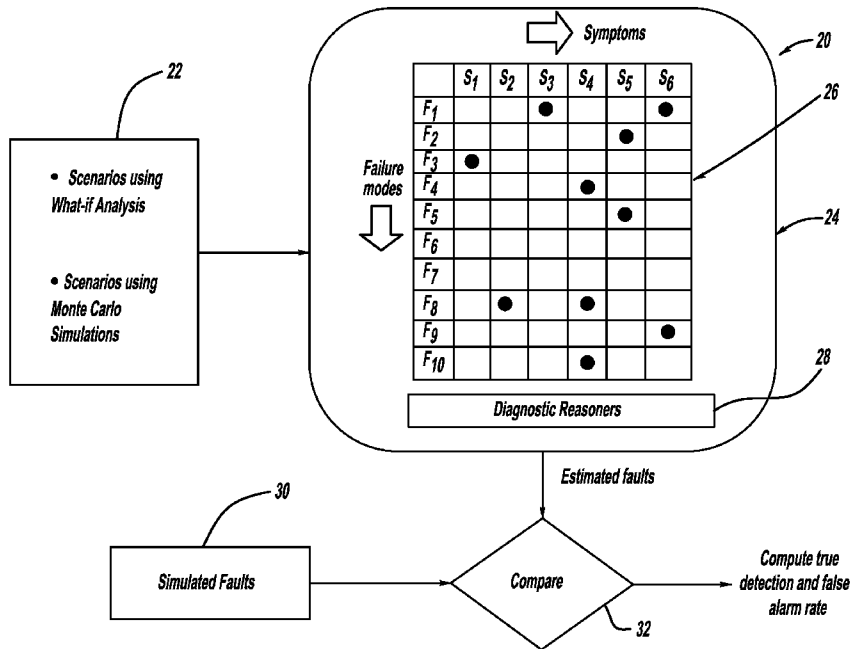 Symptoms
20
22
S1 S2 S3 S4 S5 S6
26
F1
F2
Failure
modes
F3
F4
F5
F6
F7
F8
F9
F10
24
• Scenarios using
What-if Analysis
• Scenarios using
Monte Carlo
Simulations
28
Diagnostic Reasoners
Estimated faults
30
Simulated Faults
Compare
32
Compute true
detection and false
alarm rate